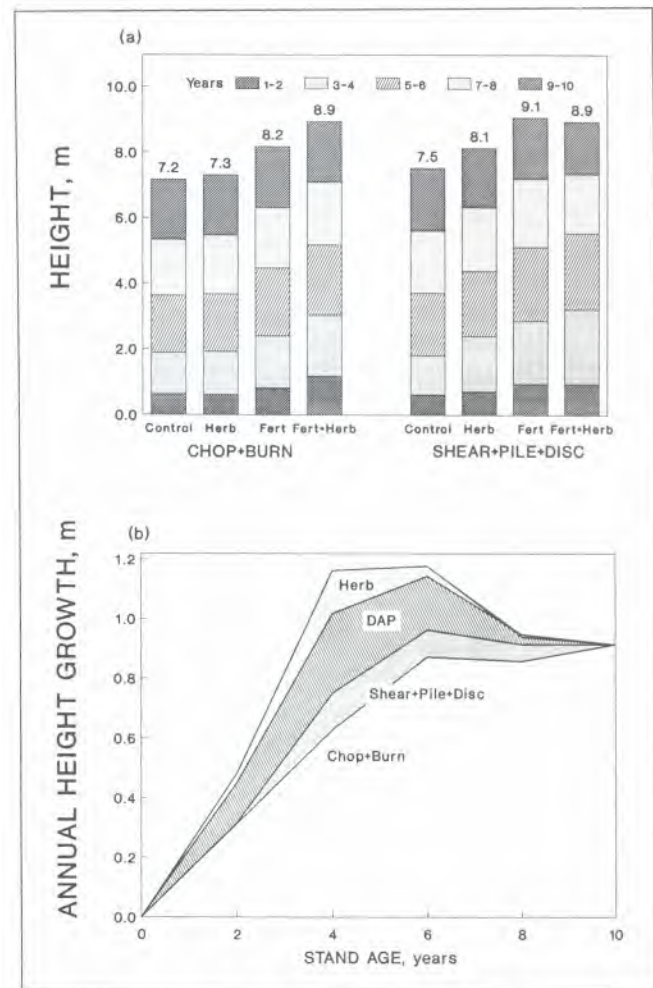 (a)
HEIGHT, m
10.0
8.0
6.0
4.0
2.0
0.0
Years 1-2 3-4 5-6 7-8 9-10
7.2 7.3 8.2 8.9 7.5 8.1 9.1 8.9
Control Herb Fert Fert+Herb Control Herb Fert Fert+Herb
CHOP+BURN SHEAR+PILE+DISC
(b)
ANNUAL HEIGHT GROWTH, m
1.2
1.0
0.8
0.6
0.4
0.2
0.0
Herb
DAP
Shear+Pile+Disc
Chop+Burn
0 2 4 6 8 10
STAND AGE, years